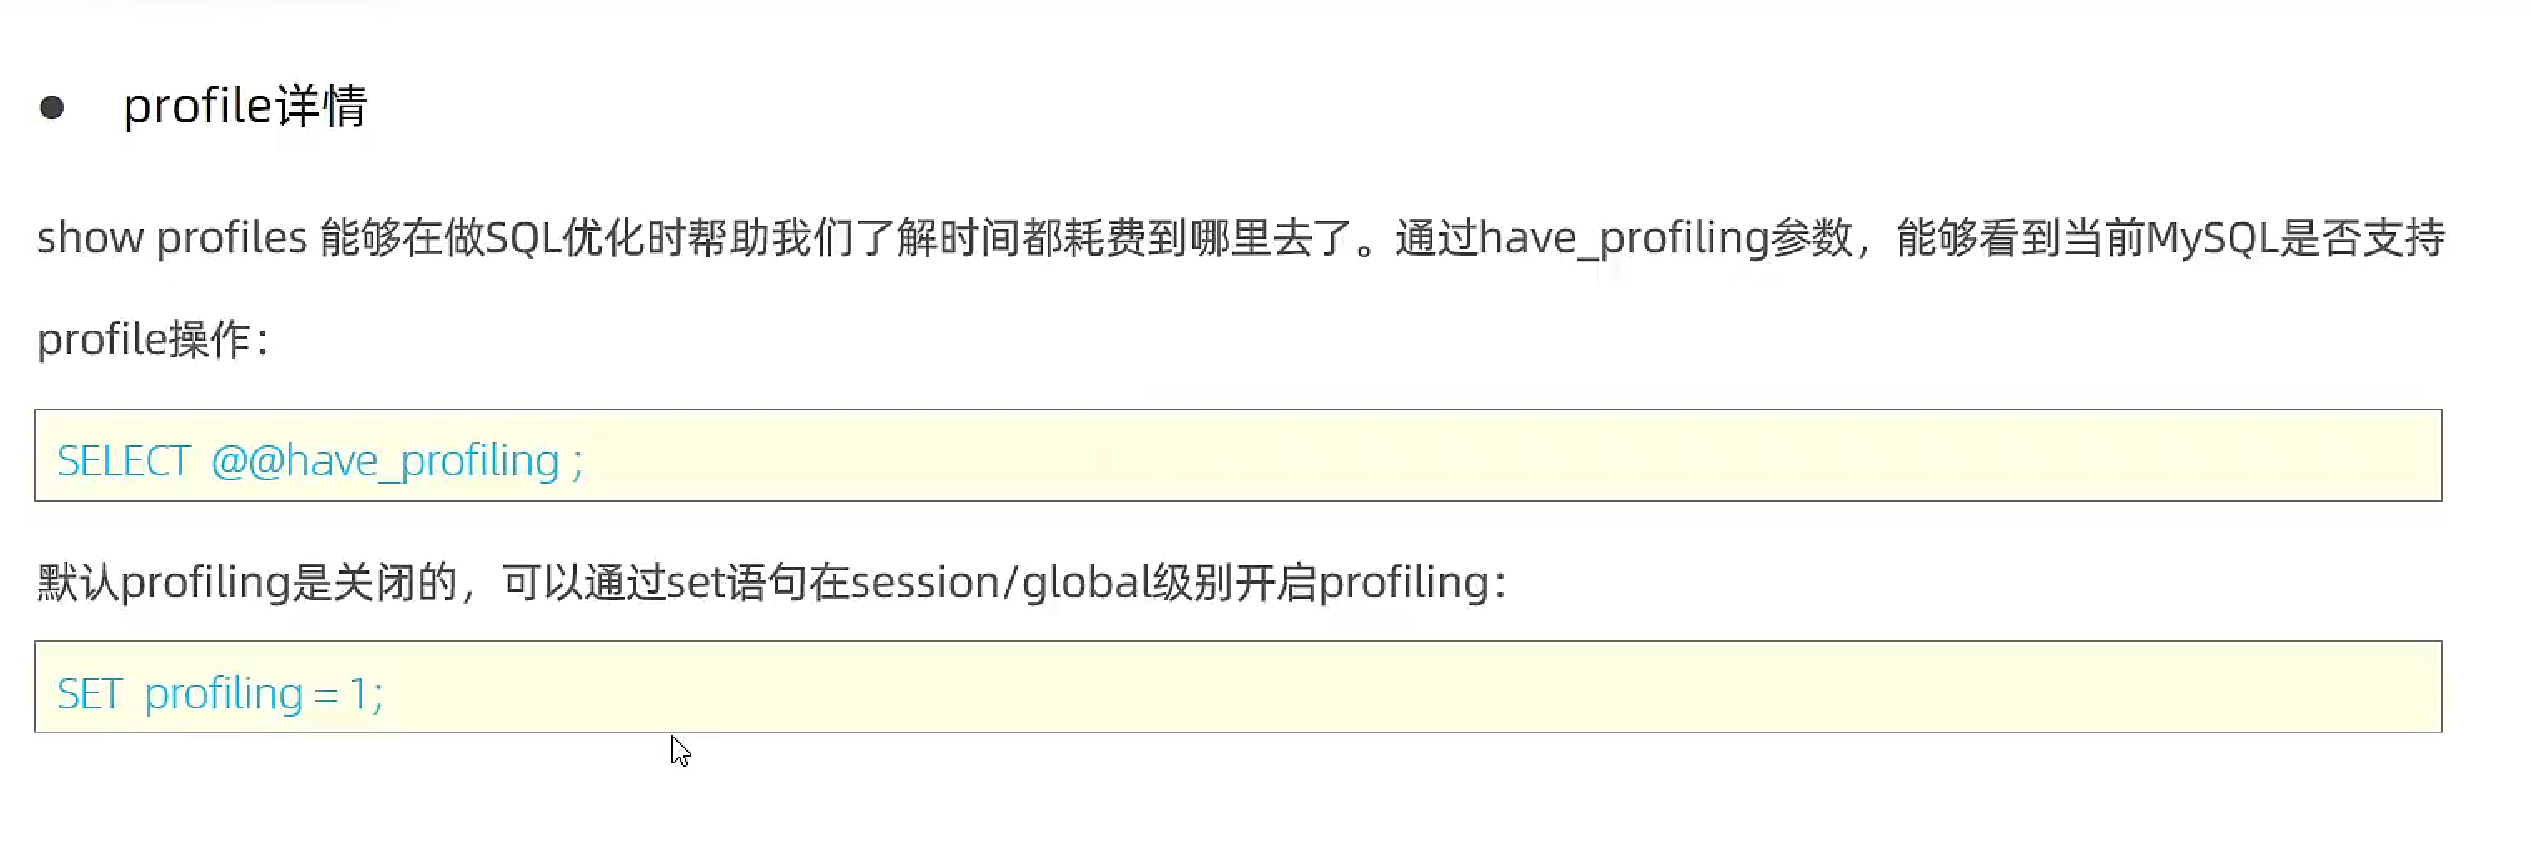 ● profile详情
show profiles 能够在做SQL优化时帮助我们了解时间都耗费到哪里去了。通过have_profiling参数，能够看到当前MySQL是否支持
profile操作：
SELECT @@have_profiling ;
默认profiling是关闭的，可以通过set语句在session/global级别开启profiling：
SET profiling = 1;